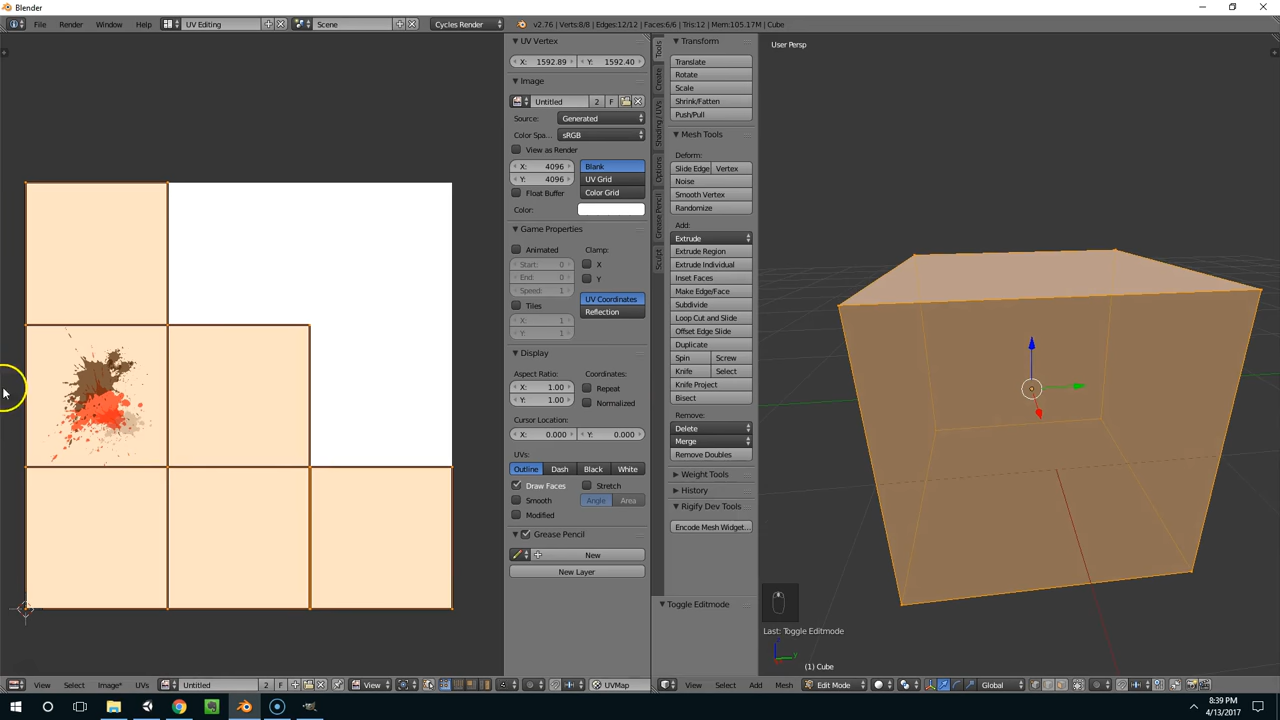 Blender
File Render Window Help UV Editing Scene Cycles Render v2.76 | Verts:8/8 | Edges:12/12 | Faces:6/6 | Tris:12 | Mem:105.17M | Cube
UV Vertex
X: 1592.89 Y: 1592.40
Image
Untitled 2 F
Source: Generated
Color Spa... sRGB
View as Render
X: 4096 Blank
Y: 4096 UV Grid
Float Buffer Color Grid
Color:
Game Properties
Animated Clamp:
Start: 0 X
End: 0 Y
Speed: 1
Tiles UV Coordinates
X: 1 Reflection
Y: 1
Display
Aspect Ratio: Coordinates:
X: 1.00 Repeat
Y: 1.00 Normalized
Cursor Location:
X: 0.000 Y: 0.000
UVs:
Outline Dash Black White
Draw Faces Stretch
Smooth Angle Area
Modified
Grease Pencil
New
New Layer
Tools
Create
Shading / UVs
Options
Grease Pencil
Sculpt
Transform
Translate
Rotate
Scale
Shrink/Fatten
Push/Pull
Mesh Tools
Deform:
Slide Edge Vertex
Noise
Smooth Vertex
Randomize
Add:
Extrude
Extrude Region
Extrude Individual
Inset Faces
Make Edge/Face
Subdivide
Loop Cut and Slide
Offset Edge Slide
Duplicate
Spin Screw
Knife Select
Knife Project
Bisect
Remove:
Delete
Merge
Remove Doubles
Weight Tools
History
Rigify Dev Tools
Encode Mesh Widget...
Toggle Editmode
User Persp
Last: Toggle Editmode
(1) Cube
View Select Image* UVs Untitled 2 F View UVMap
View Select Add Mesh Edit Mode Global
8:39 PM
4/13/2017